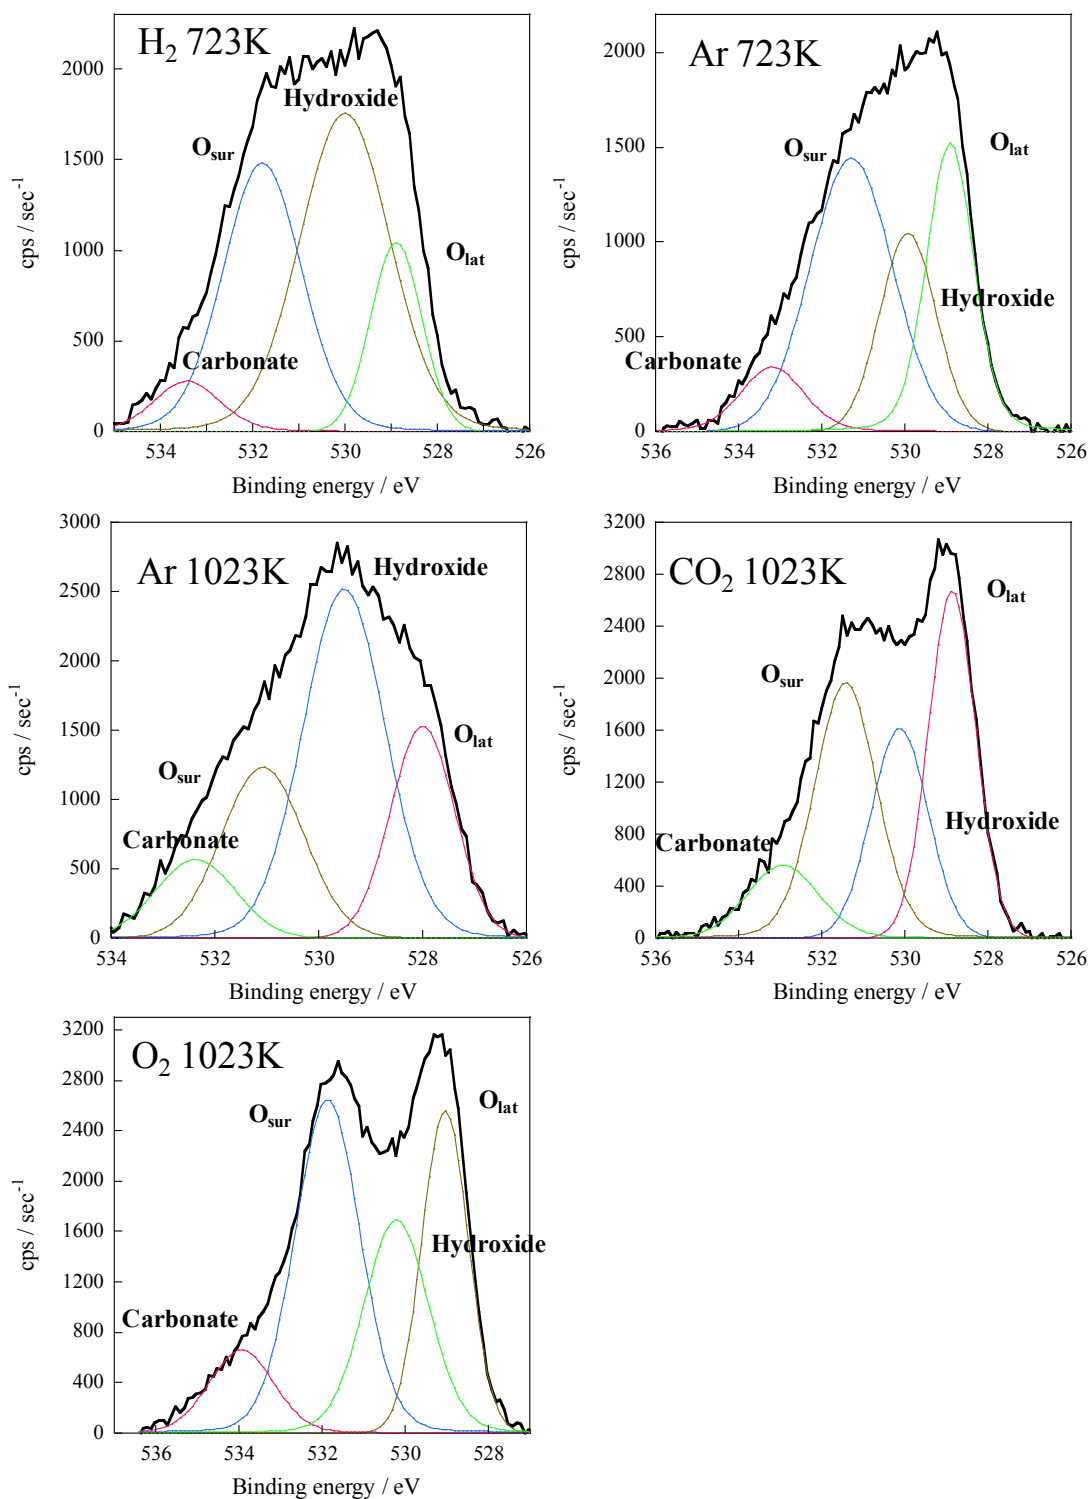 H2 723K
2000
1500
1000
500
0
cps / sec-1
Hydroxide
Osur
Olat
Carbonate
534 532 530 528 526
Binding energy / eV
Ar 723K
2000
1500
1000
500
0
cps / sec-1
Osur
Olat
Hydroxide
Carbonate
536 534 532 530 528 526
Binding energy / eV
Ar 1023K
3000
2500
2000
1500
1000
500
0
cps / sec-1
Hydroxide
Olat
Osur
Carbonate
534 532 530 528 526
Binding energy / eV
CO2 1023K
3200
2800
2400
2000
1600
1200
800
400
0
cps / sec-1
Olat
Osur
Hydroxide
Carbonate
536 534 532 530 528 526
Binding energy / eV
O2 1023K
3200
2800
2400
2000
1600
1200
800
400
0
cps / sec-1
Osur
Olat
Hydroxide
Carbonate
536 534 532 530 528
Binding energy / eV